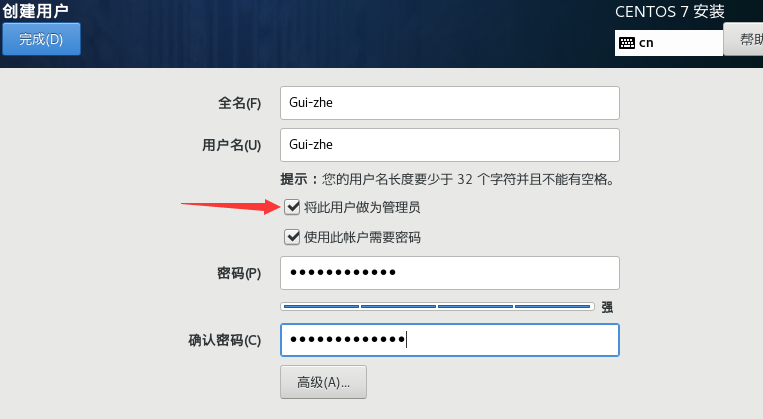 创建用户
CENTOS 7 安装
完成(D)
cn
帮助
全名(F)
Gui-zhe
用户名(U)
Gui-zhe
提示：您的用户名长度要少于 32 个字符并且不能有空格。
将此用户做为管理员
使用此帐户需要密码
密码(P)
●●●●●●●●●●●●
强
确认密码(C)
●●●●●●●●●●●●●
高级(A)...